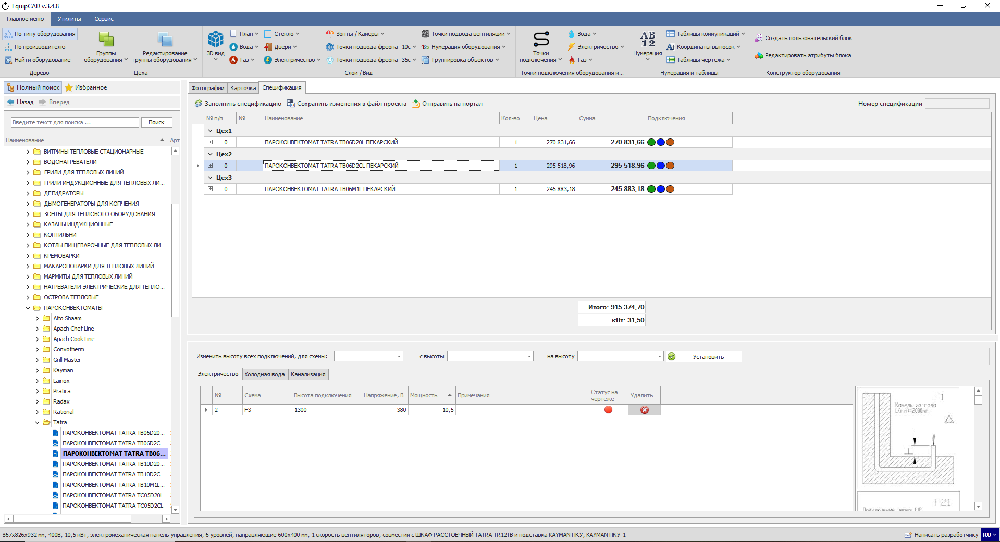 EquipCAD v.3.4.8
Главное меню Утилиты Сервис
По типу оборудования
По производителю
Найти оборудование
Дерево
Группы оборудования
Редактирование группы оборудования
Цеха
3D вид
План
Вода
Газ
Стекло
Двери
Электричество
Зонты / Камеры
Точки подвода фреона -10с
Точки подвода фреона -35с
Точки подвода вентиляции
123 Нумерация оборудования
Группировка объектов
Слои / Вид
Точки подключения
Вода
Электричество
Газ
Точки подключения оборудования и...
AB 12
Нумерация
Таблицы коммуникаций
Координаты выносок
Таблицы чертежа
Нумерация и таблицы
Создать пользовательский блок
Редактировать атрибуты блока
Конструктор оборудования
Полный поиск Избранное
Назад Вперед
Введите текст для поиска ... Поиск
Наименование Арт
ВИТРИНЫ ТЕПЛОВЫЕ СТАЦИОНАРНЫЕ
ВОДОНАГРЕВАТЕЛИ
ГРИЛИ ДЛЯ ТЕПЛОВЫХ ЛИНИЙ
ГРИЛИ ИНДУКЦИОННЫЕ ДЛЯ ТЕПЛОВЫХ ЛИ...
ДЕГИДРАТОРЫ
ДЫМОГЕНЕРАТОРЫ ДЛЯ КОПЧЕНИЯ
ЗОНТЫ ДЛЯ ТЕПЛОВОГО ОБОРУДОВАНИЯ
КАЗАНЫ ИНДУКЦИОННЫЕ
КОПТИЛЬНИ
КОТЛЫ ПИЩЕВАРОЧНЫЕ ДЛЯ ТЕПЛОВЫХ ЛИ...
КРЕМОВАРКИ
МАКАРОНОВАРКИ ДЛЯ ТЕПЛОВЫХ ЛИНИЙ
МАРМИТЫ ДЛЯ ТЕПЛОВЫХ ЛИНИЙ
НАГРЕВАТЕЛИ ЭЛЕКТРИЧЕСКИЕ ДЛЯ ТЕПЛО...
ОСТРОВА ТЕПЛОВЫЕ
ПАРОКОНВЕКТОМАТЫ
Alto Shaam
Apach Chef Line
Apach Cook Line
Convotherm
Grill Master
Kayman
Lainox
Pratica
Radax
Rational
Tatra
ПАРОКОНВЕКТОМАТ TATRA TB06D20...
ПАРОКОНВЕКТОМАТ TATRA TB06D2C...
ПАРОКОНВЕКТОМАТ TATRA TB06...
ПАРОКОНВЕКТОМАТ TATRA TB10D20...
ПАРОКОНВЕКТОМАТ TATRA TB10D2C...
ПАРОКОНВЕКТОМАТ TATRA TB10M1L...
ПАРОКОНВЕКТОМАТ TATRA TC05D20L
ПАРОКОНВЕКТОМАТ TATRA TC05D2CL
Фотографии Карточка Спецификация
Заполнить спецификацию Сохранить изменения в файл проекта Отправить на портал Номер спецификации
№ п/п № Наименование Кол-во Цена Сумма Подключения
Цех1
0 ПАРОКОНВЕКТОМАТ TATRA TB06D20L ПЕКАРСКИЙ 1 270 831,66 270 831,66
Цех2
0 ПАРОКОНВЕКТОМАТ TATRA TB06D2CL ПЕКАРСКИЙ 1 295 518,96 295 518,96
Цех3
0 ПАРОКОНВЕКТОМАТ TATRA TB06M1L ПЕКАРСКИЙ 1 245 883,18 245 883,18
Итого: 915 374,70
кВт: 31,50
Изменить высоту всех подключений, для схемы: с высоты на высоту Установить
Электричество Холодная вода Канализация
№ Схема Высота подключения Напряжение, В Мощность... Примечания Статус на чертеже Удалить
2 F3 1300 380 10,5
F1
Кабель из пола
L(min)=2000мм
H
F21
Подключение через WP
867x826x932 мм, 400В, 10,5 кВт, электромеханическая панель управления, 6 уровней, направляющие 600x400 мм, 1 скорость вентиляторов, совместим с ШКАФ РАССТОЕЧНЫЙ TATRA TR12TB и подставка KAYMAN ПКУ, KAYMAN ПКУ-1
Написать разработчику RU